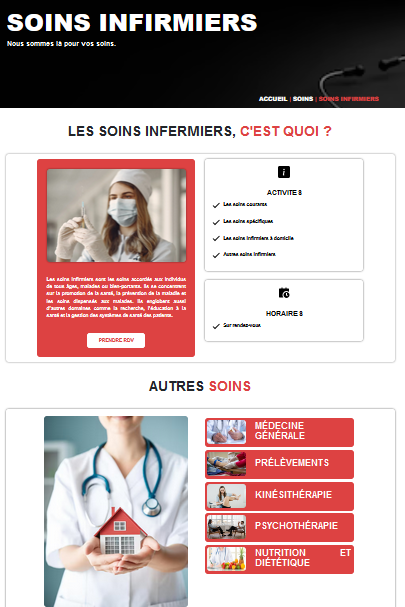 SOINS INFIRMIERS
Nous sommes là pour vos soins.
ACCUEIL | SOINS | SOINS INFIRMIERS
LES SOINS INFERMIERS, C'EST QUOI ?
Les soins infirmiers sont les soins accordés aux individus
de tous âges, malades ou bien-portants. Ils se concentrent
sur la promotion de la santé, la prévention de la maladie et
les soins dispensés aux malades. Ils englobent aussi
d'autres domaines comme la recherche, l'éducation à la
santé et la gestion des systèmes de santé des patients.
PRENDRE RDV
ACTIVITES
Les soins courants
Les soins spécifiques
Les soins infirmiers à domicile
Autres soins infirmiers
HORAIRES
Sur rendez-vous
AUTRES SOINS
MÉDECINE
GÉNÉRALE
PRÉLÈVEMENTS
KINÉSITHÉRAPIE
PSYCHOTHÉRAPIE
NUTRITION ET
DIÉTÉTIQUE